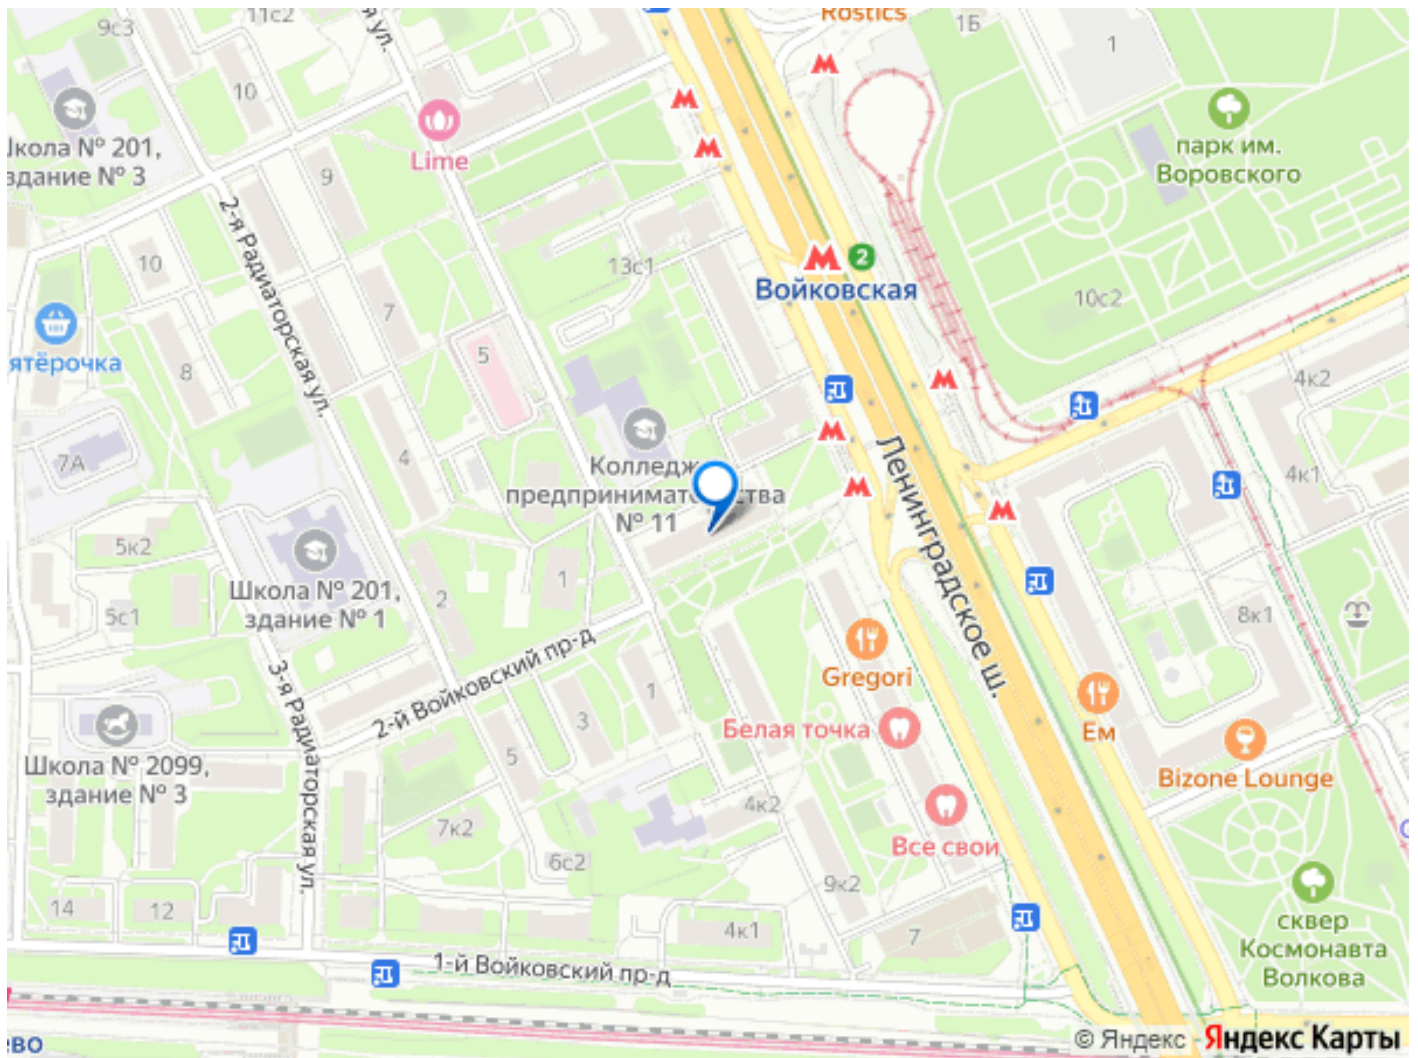 9с3
11с2
я ул.
Rostics
1Б
1
10
Школа № 201,
здание № 3
Lime
9
парк им.
Воровского
2-я Радиаторская ул.
10
13с1
2
Войковская
10с2
7
5
ятёрочка
8
4к2
7А
4
Колледж
предпринимательства
№ 11
Ленинградское ш.
4к1
5к2
Школа № 201,
здание № 1
1
2
5с1
8к1
2-й Войковский пр-д
Gregori
3-я Радиаторская ул.
1
3
5
Белая точка
Ем
Школа № 2099,
здание № 3
Bizone Lounge
4к2
7к2
Все свои
6с2
9к2
14
12
4к1
7
сквер
Космонавта
Волкова
1-й Войковский пр-д
ево
© Яндекс Яндекс Карты